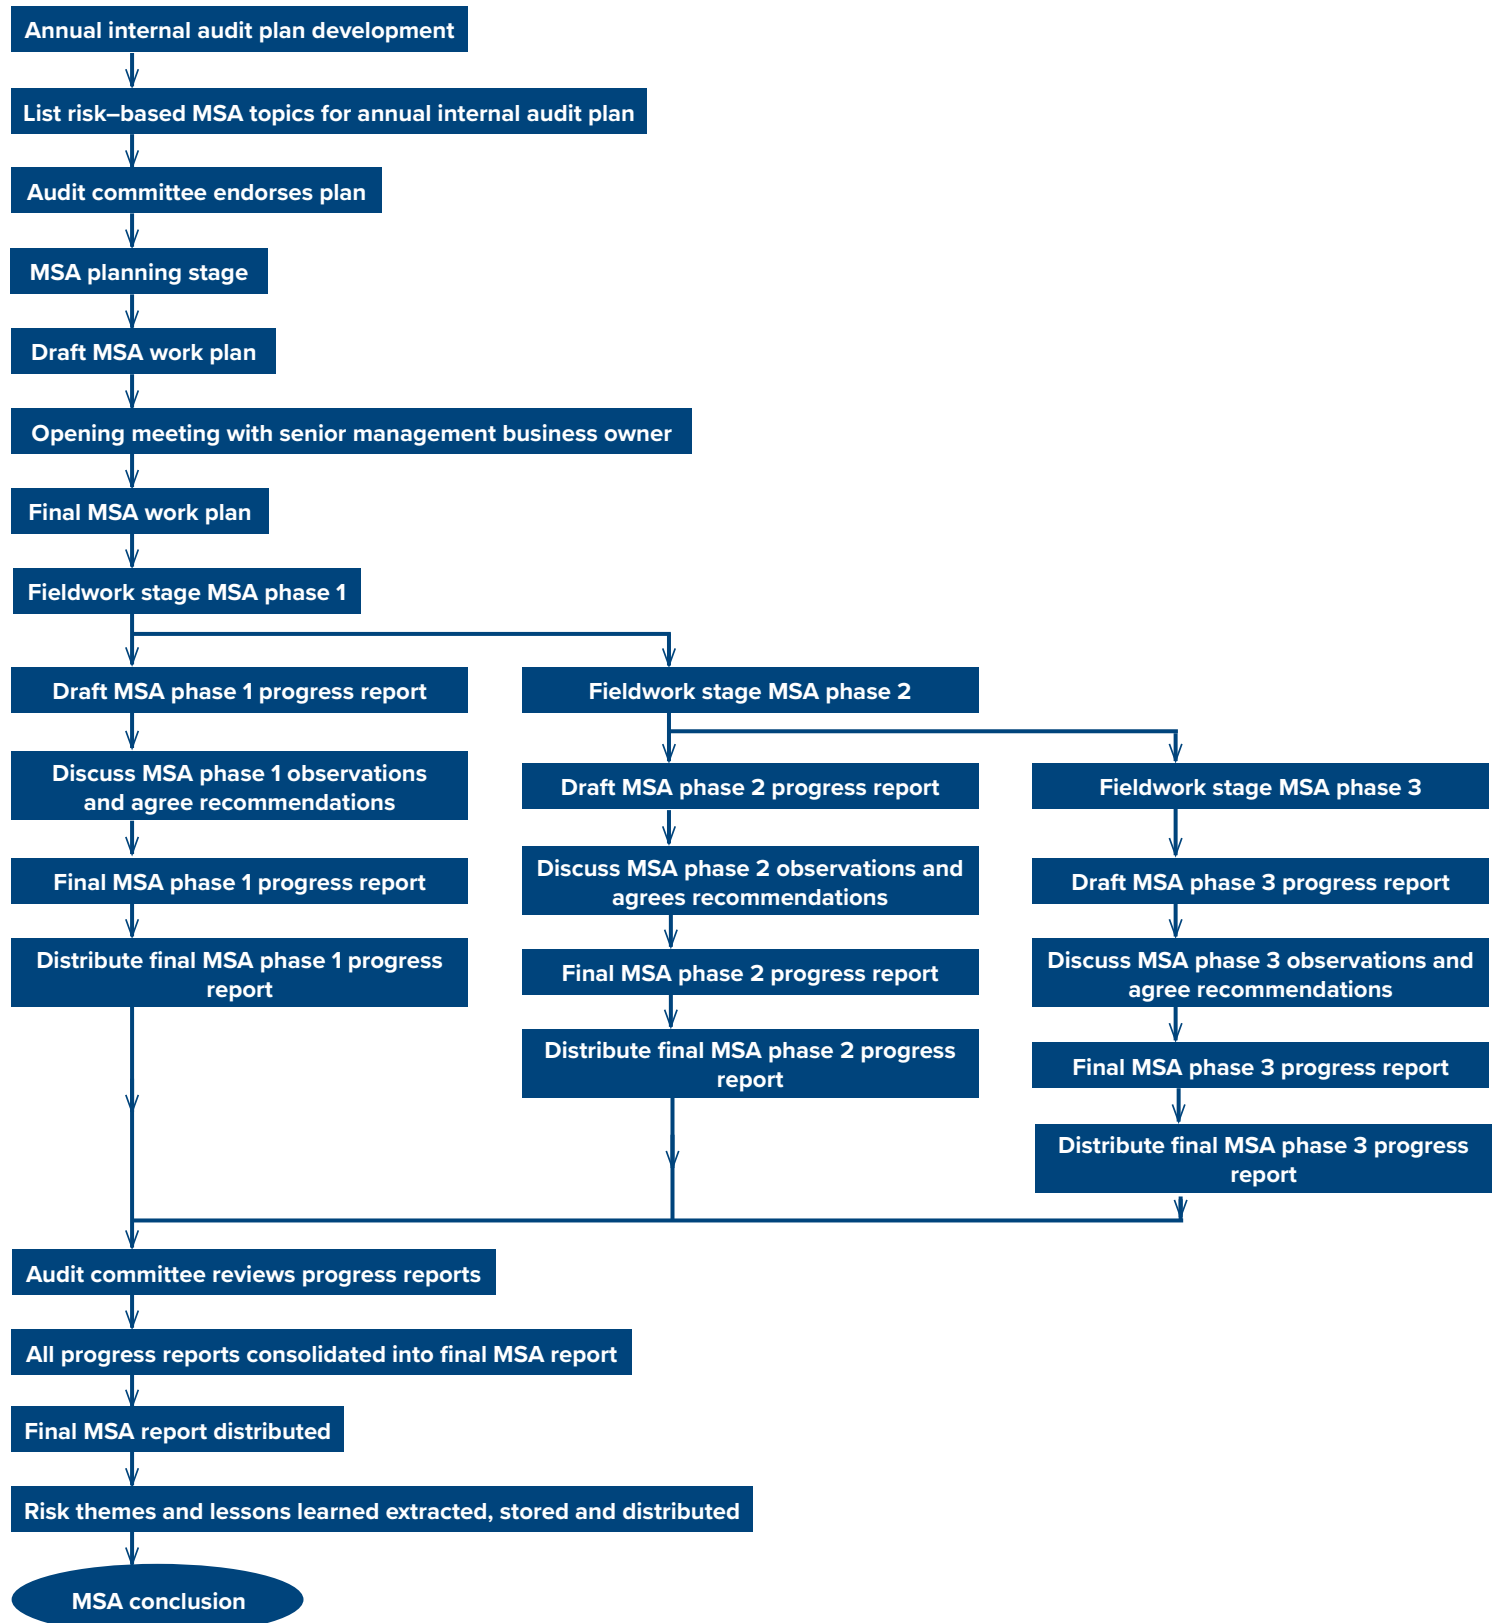 Annual internal audit plan development
List risk–based MSA topics for annual internal audit plan
Audit committee endorses plan
MSA planning stage
Draft MSA work plan
Opening meeting with senior management business owner
Final MSA work plan
Fieldwork stage MSA phase 1
Draft MSA phase 1 progress report
Discuss MSA phase 1 observations
and agree recommendations
Final MSA phase 1 progress report
Distribute final MSA phase 1 progress
report
Fieldwork stage MSA phase 2
Draft MSA phase 2 progress report
Discuss MSA phase 2 observations and
agrees recommendations
Final MSA phase 2 progress report
Distribute final MSA phase 2 progress
report
Fieldwork stage MSA phase 3
Draft MSA phase 3 progress report
Discuss MSA phase 3 observations and
agree recommendations
Final MSA phase 3 progress report
Distribute final MSA phase 3 progress
report
Audit committee reviews progress reports
All progress reports consolidated into final MSA report
Final MSA report distributed
Risk themes and lessons learned extracted, stored and distributed
MSA conclusion